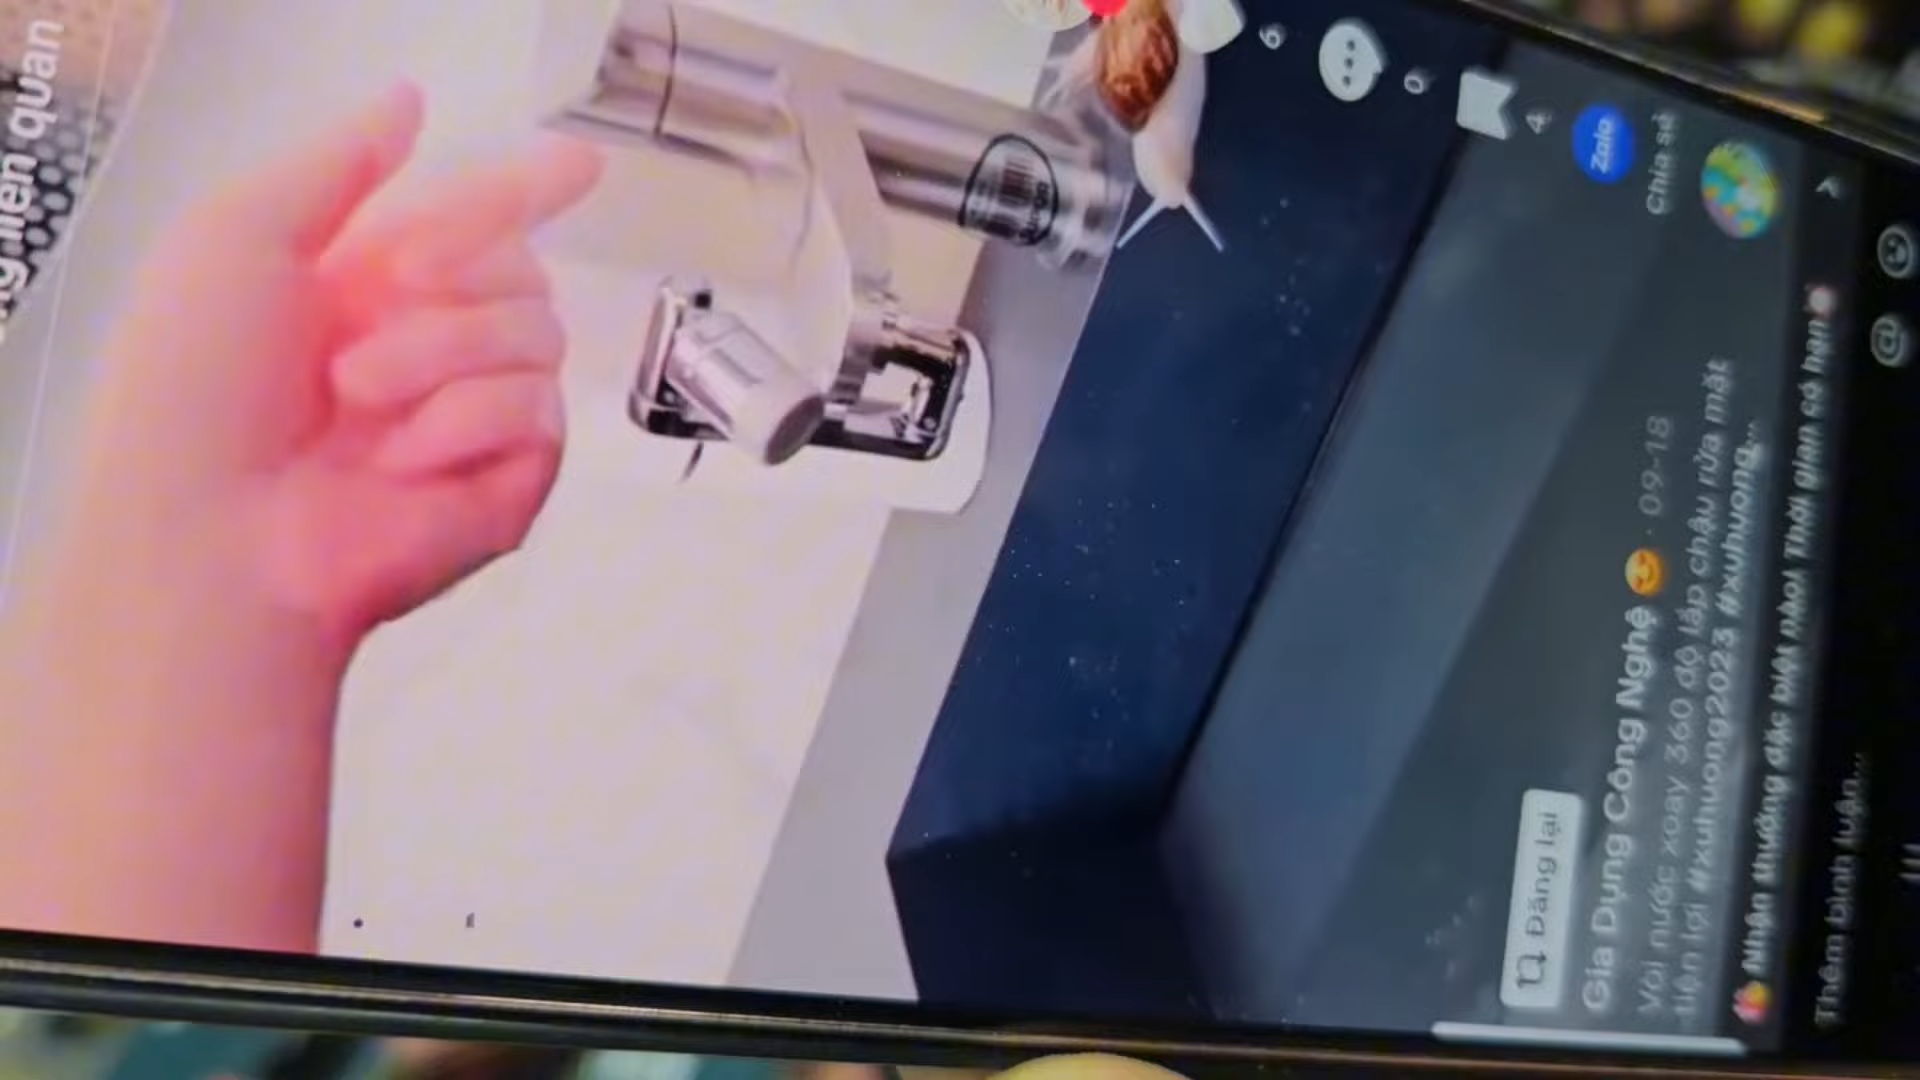 liên quan
6
0
4
Zalo
Chia sẻ
Đăng lại
Gia Dụng Công Nghệ 😊 · 09-18
Vòi nước xoay 360 độ lắp chậu rửa mặt
tiện lợi #xuhuong2023 #xuhuong...
Nhận thưởng đặc biệt nào! Thời gian có hạn
Thêm bình luận...